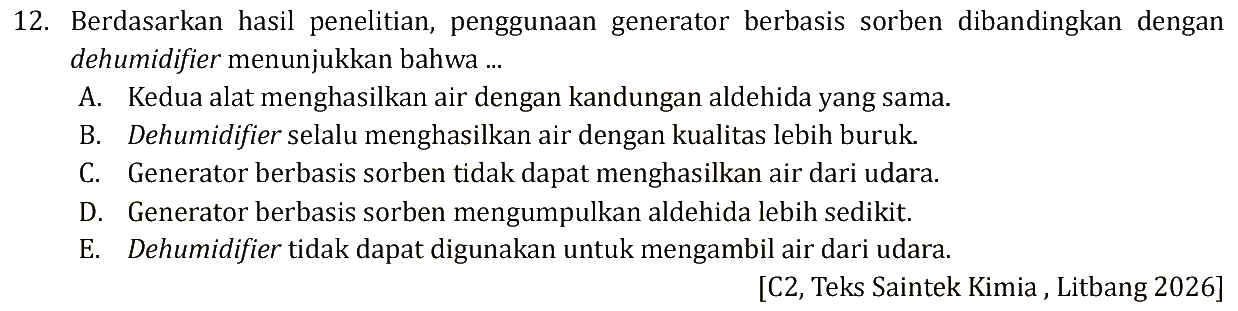 12. Berdasarkan hasil penelitian, penggunaan generator berbasis sorben dibandingkan dengan
dehumidifier menunjukkan bahwa ...
A. Kedua alat menghasilkan air dengan kandungan aldehida yang sama.
B. Dehumidifier selalu menghasilkan air dengan kualitas lebih buruk.
C. Generator berbasis sorben tidak dapat menghasilkan air dari udara.
D. Generator berbasis sorben mengumpulkan aldehida lebih sedikit.
E. Dehumidifier tidak dapat digunakan untuk mengambil air dari udara.
[C2, Teks Saintek Kimia , Litbang 2026]